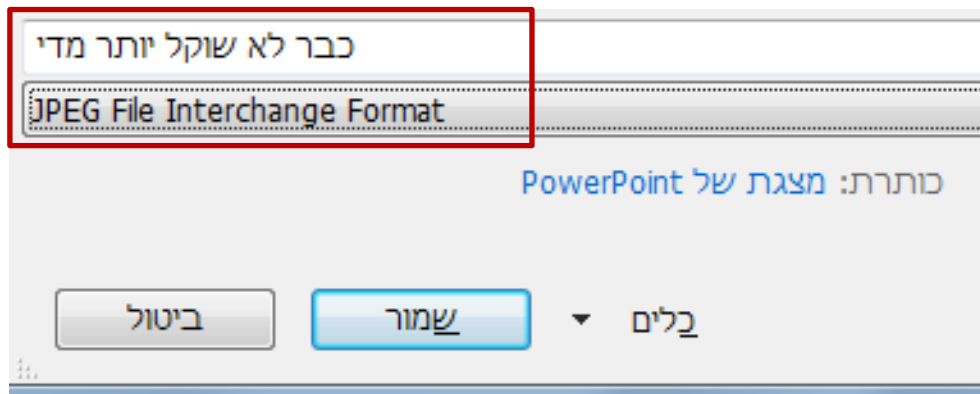 כבר לא שוקל יותר מדי
JPEG File Interchange Format
כותרת: מצגת של PowerPoint
כלים שמור ביטול